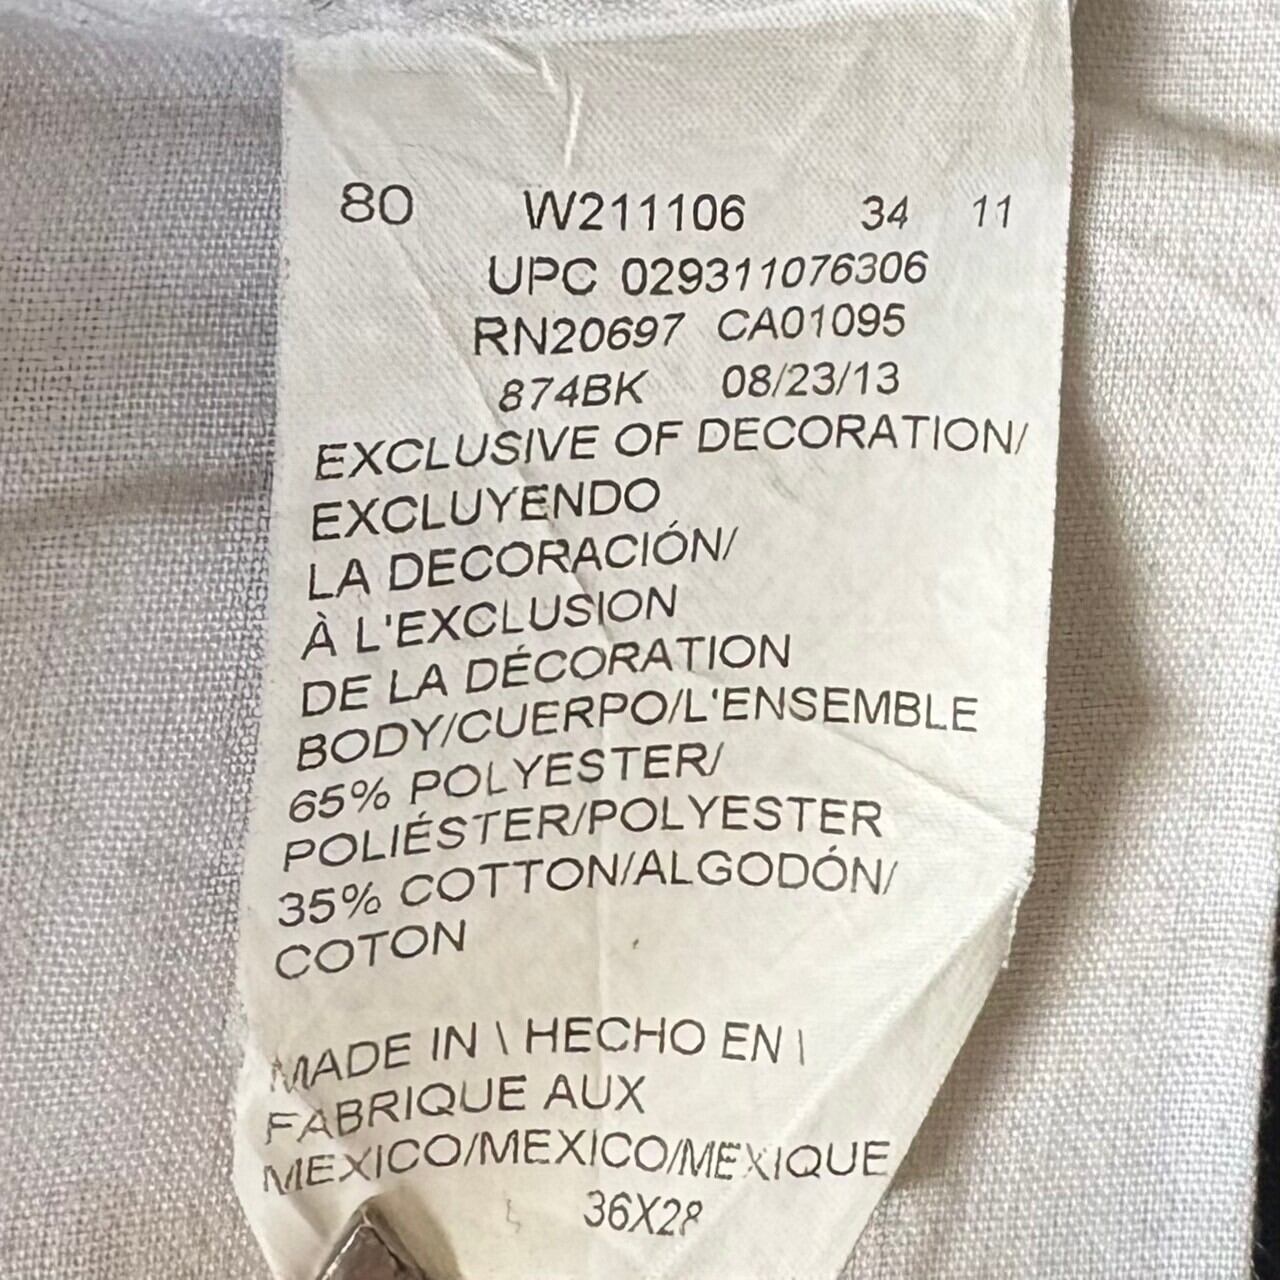 80 W211106 34 11
UPC 029311076306
RN20697 CA01095
874BK 08/23/13
EXCLUSIVE OF DECORATION/
EXCLUYENDO
LA DECORACIÓN/
À L'EXCLUSION
DE LA DÉCORATION
BODY/CUERPO/L'ENSEMBLE
65% POLYESTER/
POLIÉSTER/POLYESTER
35% COTTON/ALGODÓN/
COTON
MADE IN \ HECHO EN \
FABRIQUE AUX
MEXICO/MEXICO/MEXIQUE
36X28